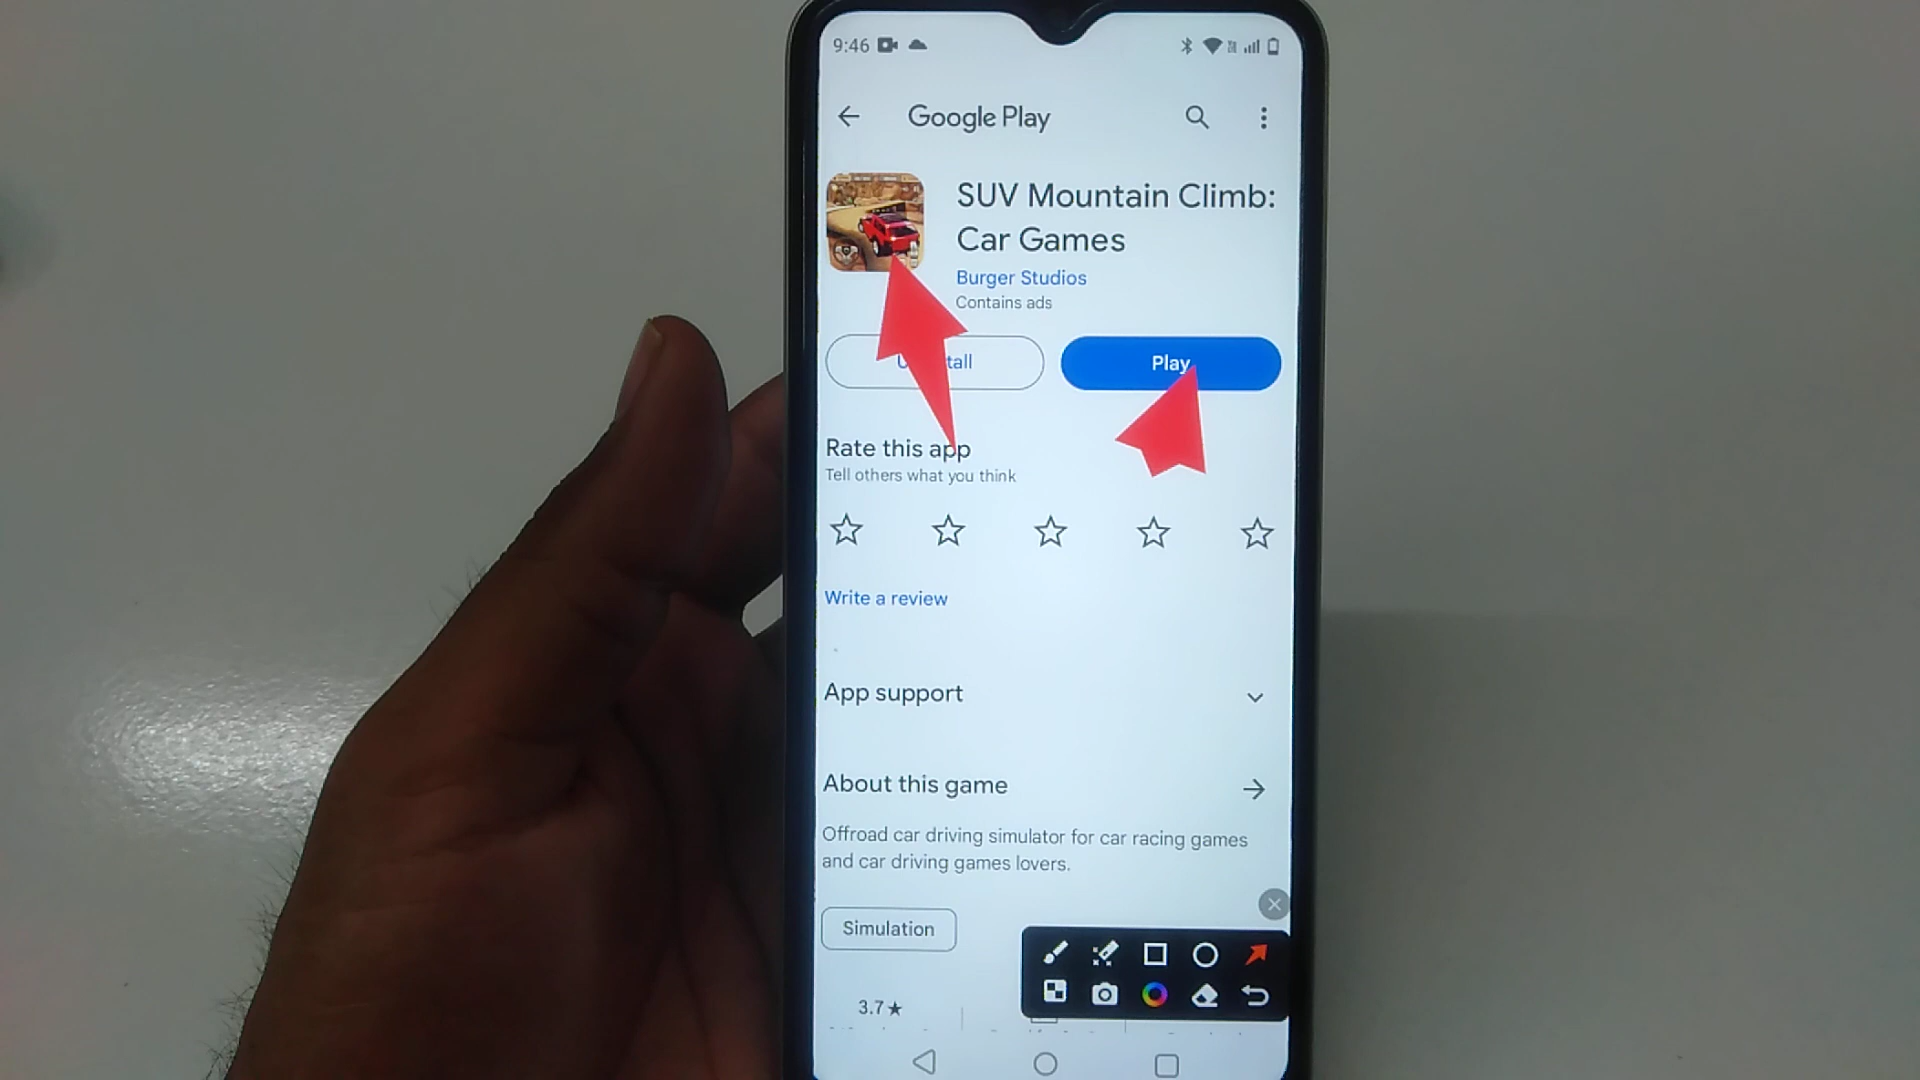 9:46
Google Play
SUV Mountain Climb:
Car Games
Burger Studios
Contains ads
Play
Rate this app
Tell others what you think
Write a review
App support
About this game
Offroad car driving simulator for car racing games
and car driving games lovers.
Simulation
3.7★